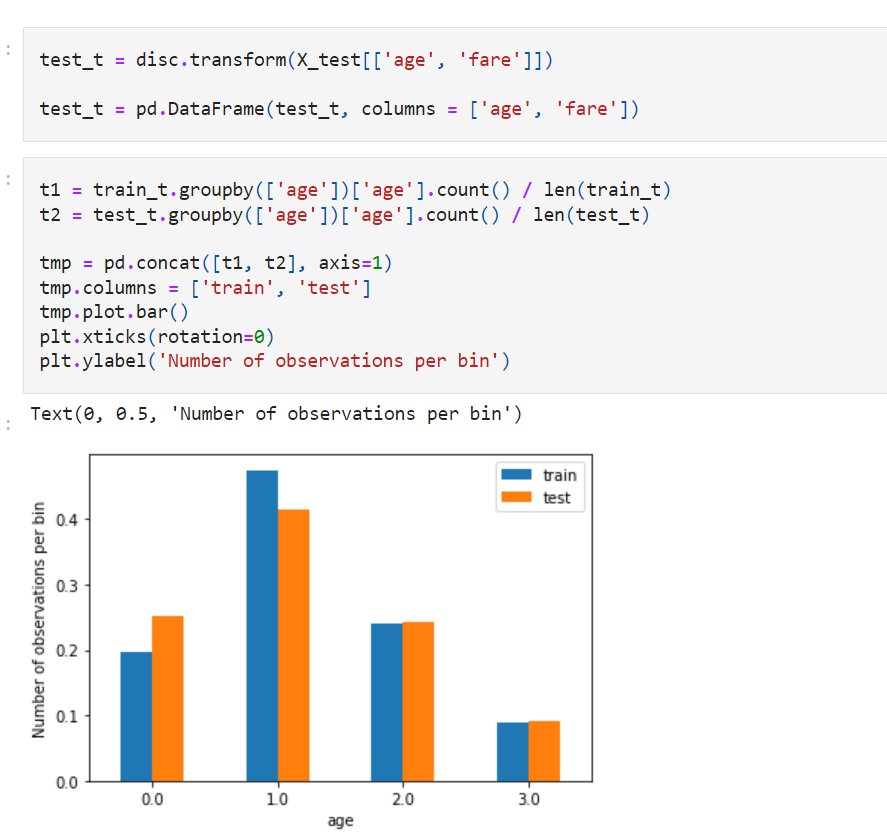 test_t = disc.transform(X_test[['age', 'fare']])
test_t = pd.DataFrame(test_t, columns = ['age', 'fare'])
t1 = train_t.groupby(['age'])['age'].count() / len(train_t)
t2 = test_t.groupby(['age'])['age'].count() / len(test_t)
tmp = pd.concat([t1, t2], axis=1)
tmp.columns = ['train', 'test']
tmp.plot.bar()
plt.xticks(rotation=0)
plt.ylabel('Number of observations per bin')
Text(0, 0.5, 'Number of observations per bin')
train
test
Number of observations per bin
0.4
0.3
0.2
0.1
0.0
0.0 1.0 2.0 3.0
age